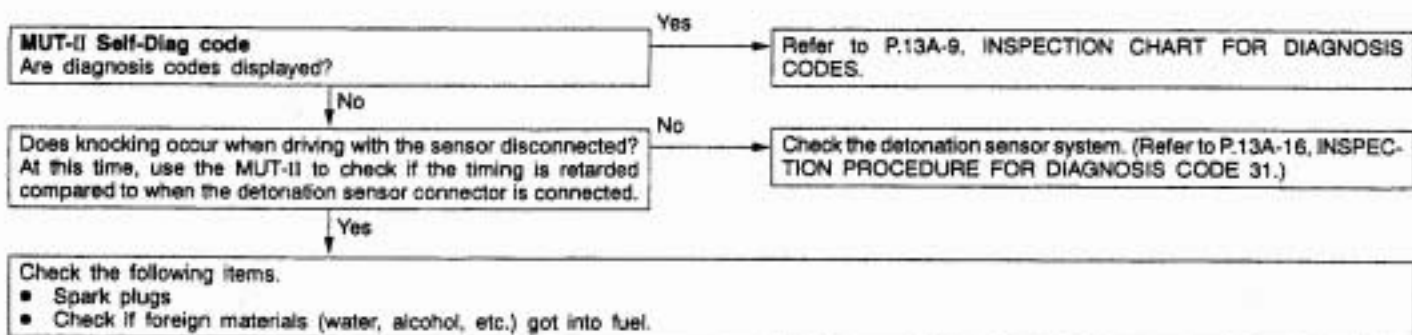 MUT-II Self-Diag code
Are diagnosis codes displayed?
Yes
Refer to P.13A-9, INSPECTION CHART FOR DIAGNOSIS
CODES.
No
Does knocking occur when driving with the sensor disconnected?
At this time, use the MUT-II to check if the timing is retarded
compared to when the detonation sensor connector is connected.
No
Check the detonation sensor system. (Refer to P.13A-16, INSPEC-
TION PROCEDURE FOR DIAGNOSIS CODE 31.)
Yes
Check the following items.
• Spark plugs
• Check if foreign materials (water, alcohol, etc.) got into fuel.